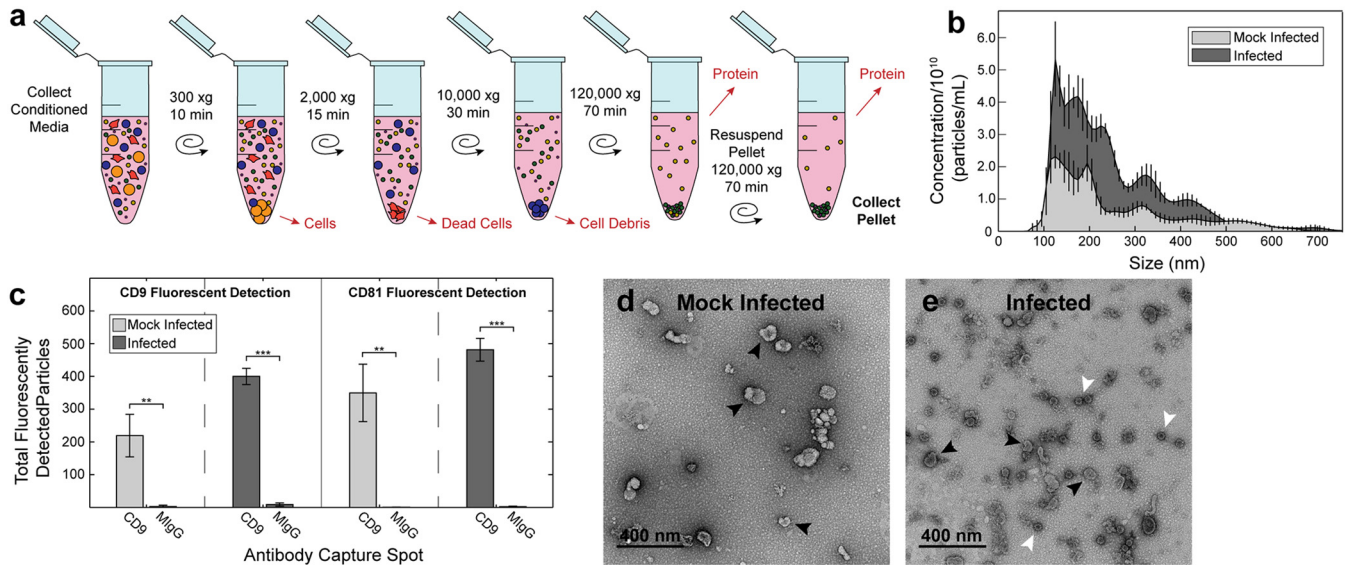 a
Collect
Conditioned
Media
300 xg
10 min
Cells
2,000 xg
15 min
Dead Cells
10,000 xg
30 min
Cell Debris
120,000 xg
70 min
Protein
Resuspend
Pellet
120,000 xg
70 min
Protein
Collect
Pellet
b
Mock Infected
Infected
Concentration/10¹⁰
(particles/mL)
6.0
5.0
4.0
3.0
2.0
1.0
0
0 100 200 300 400 500 600 700
Size (nm)
c
CD9 Fluorescent Detection
CD81 Fluorescent Detection
Mock Infected
Infected
Total Fluorescently
DetectedParticles
600
500
400
300
200
100
** *** ** ***
CD9 MIgG CD9 MIgG CD9 MIgG CD9 MIgG
Antibody Capture Spot
d
Mock Infected
400 nm
e
Infected
400 nm